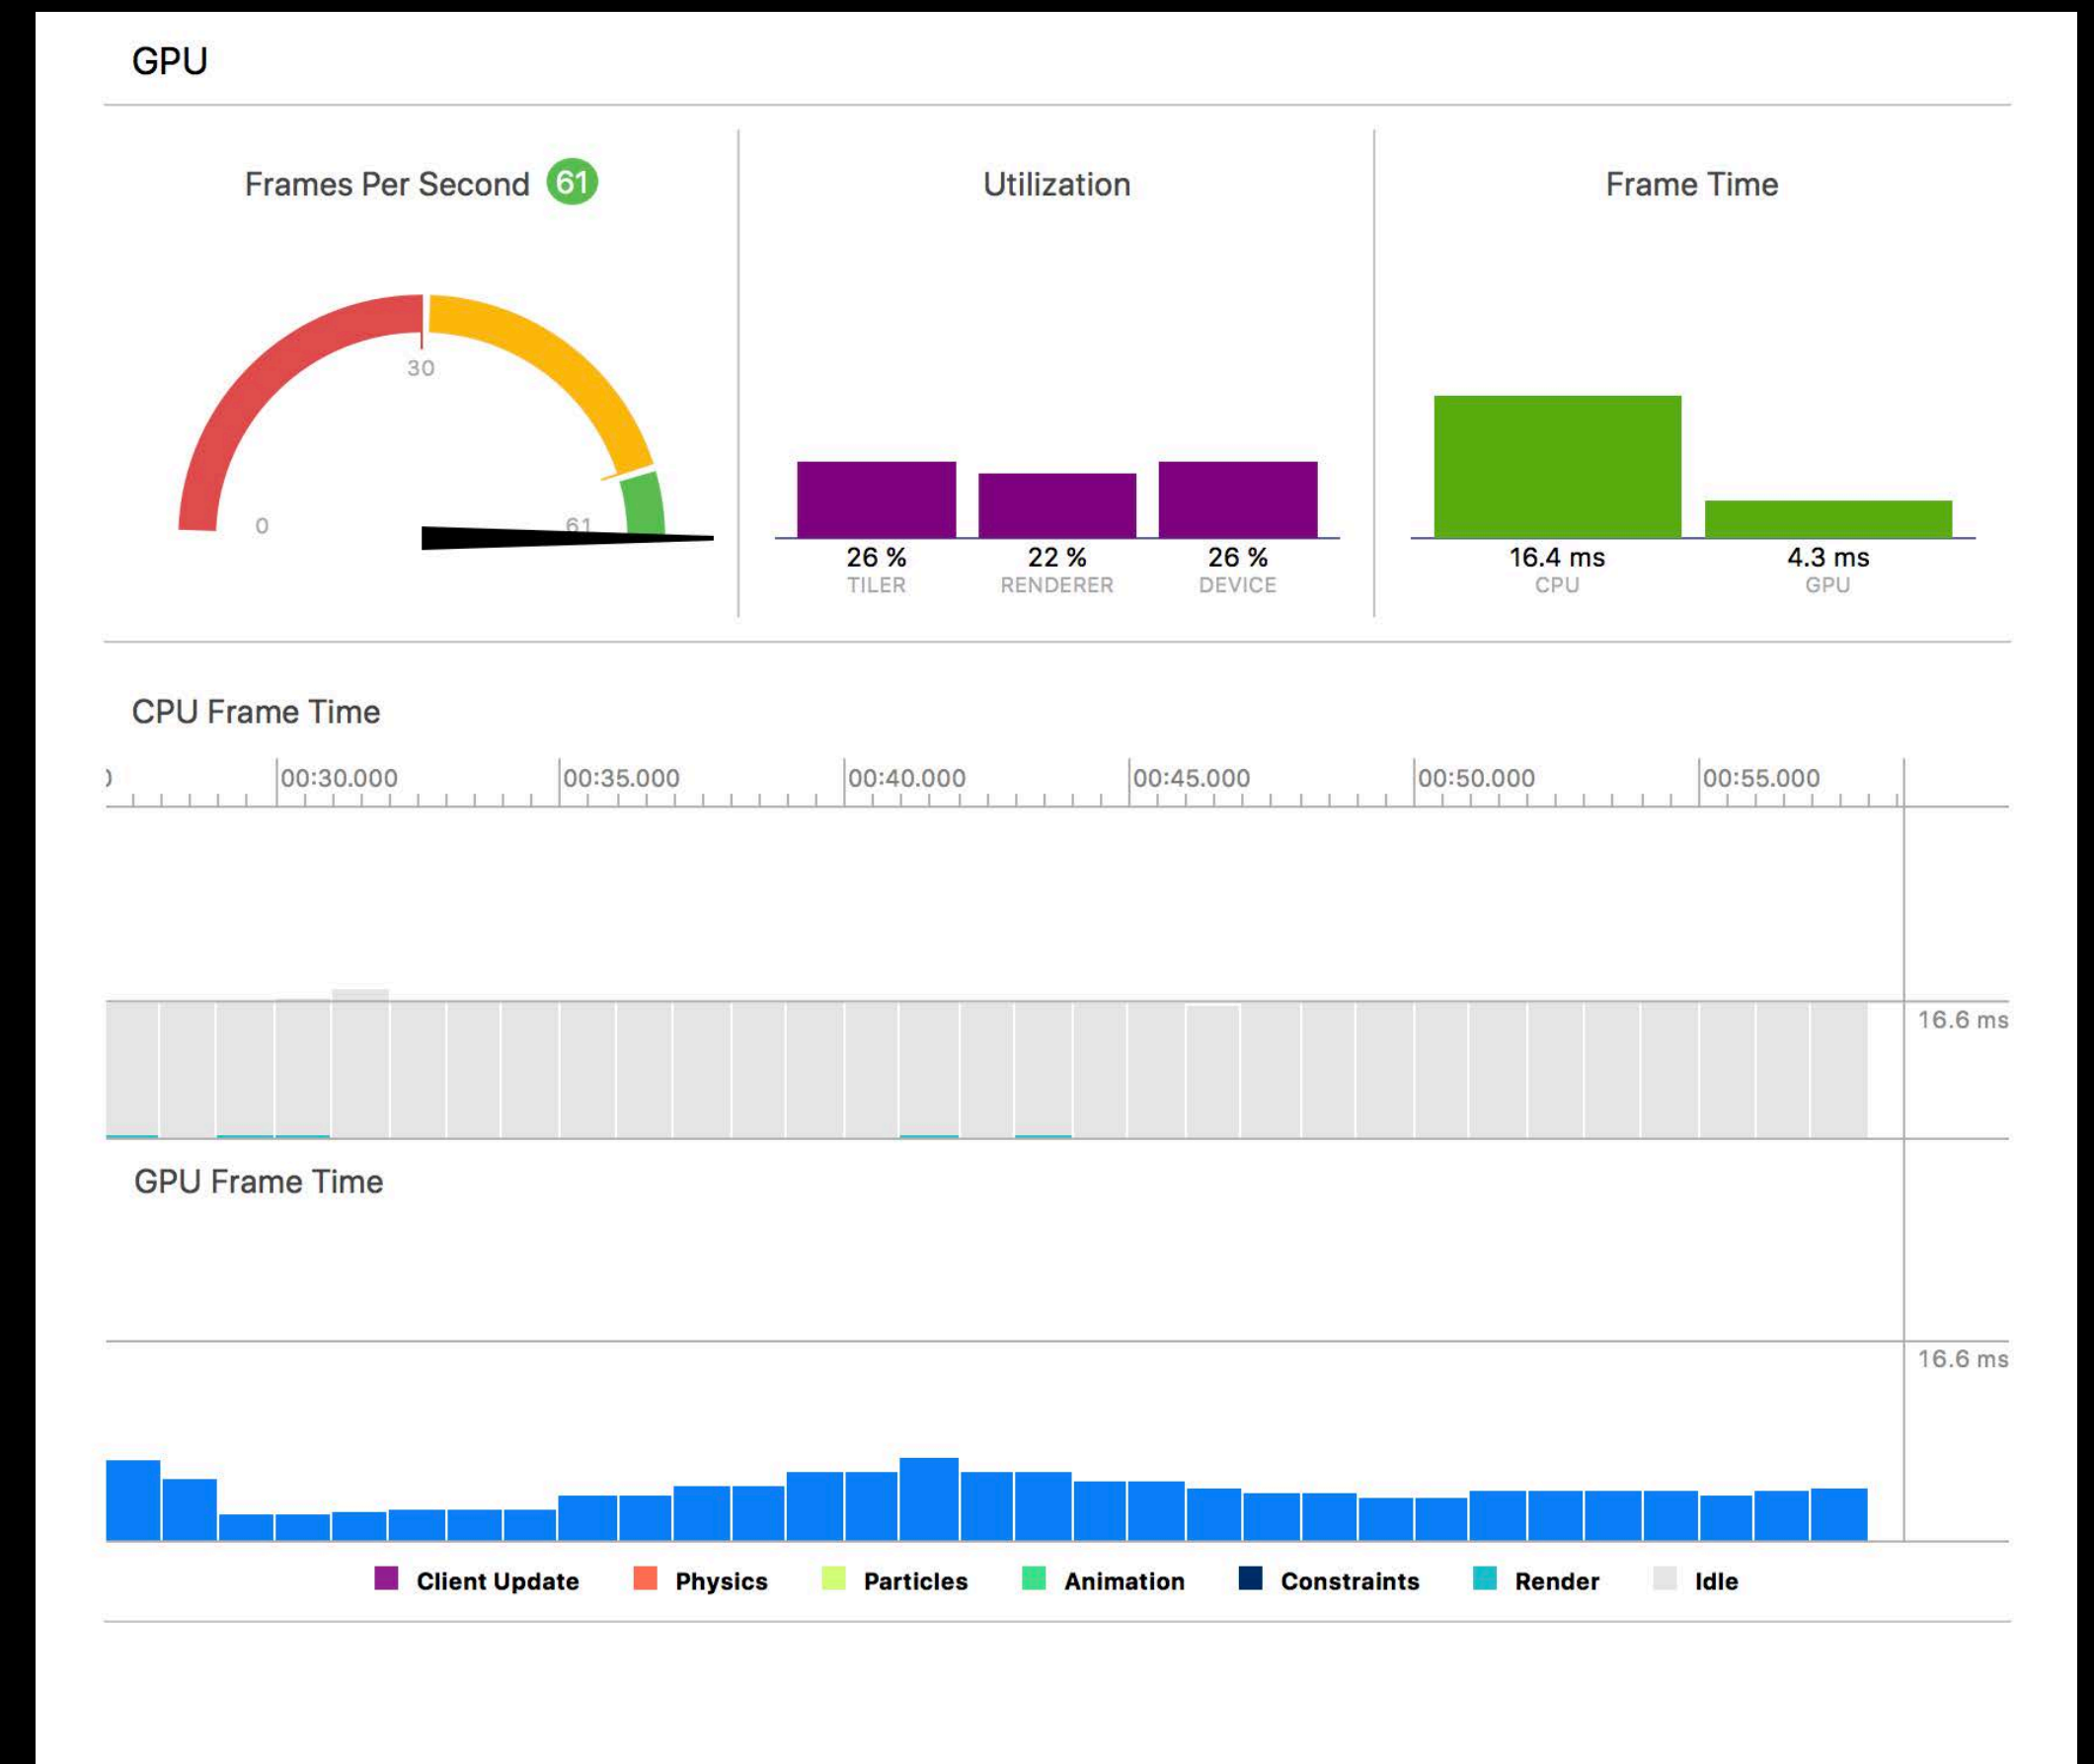 GPU
Frames Per Second 61
30
0
61
Utilization
26 % 22 % 26 %
TILER RENDERER DEVICE
Frame Time
16.4 ms 4.3 ms
CPU GPU
CPU Frame Time
00:30.000 00:35.000 00:40.000 00:45.000 00:50.000 00:55.000
16.6 ms
GPU Frame Time
16.6 ms
Client Update Physics Particles Animation Constraints Render Idle